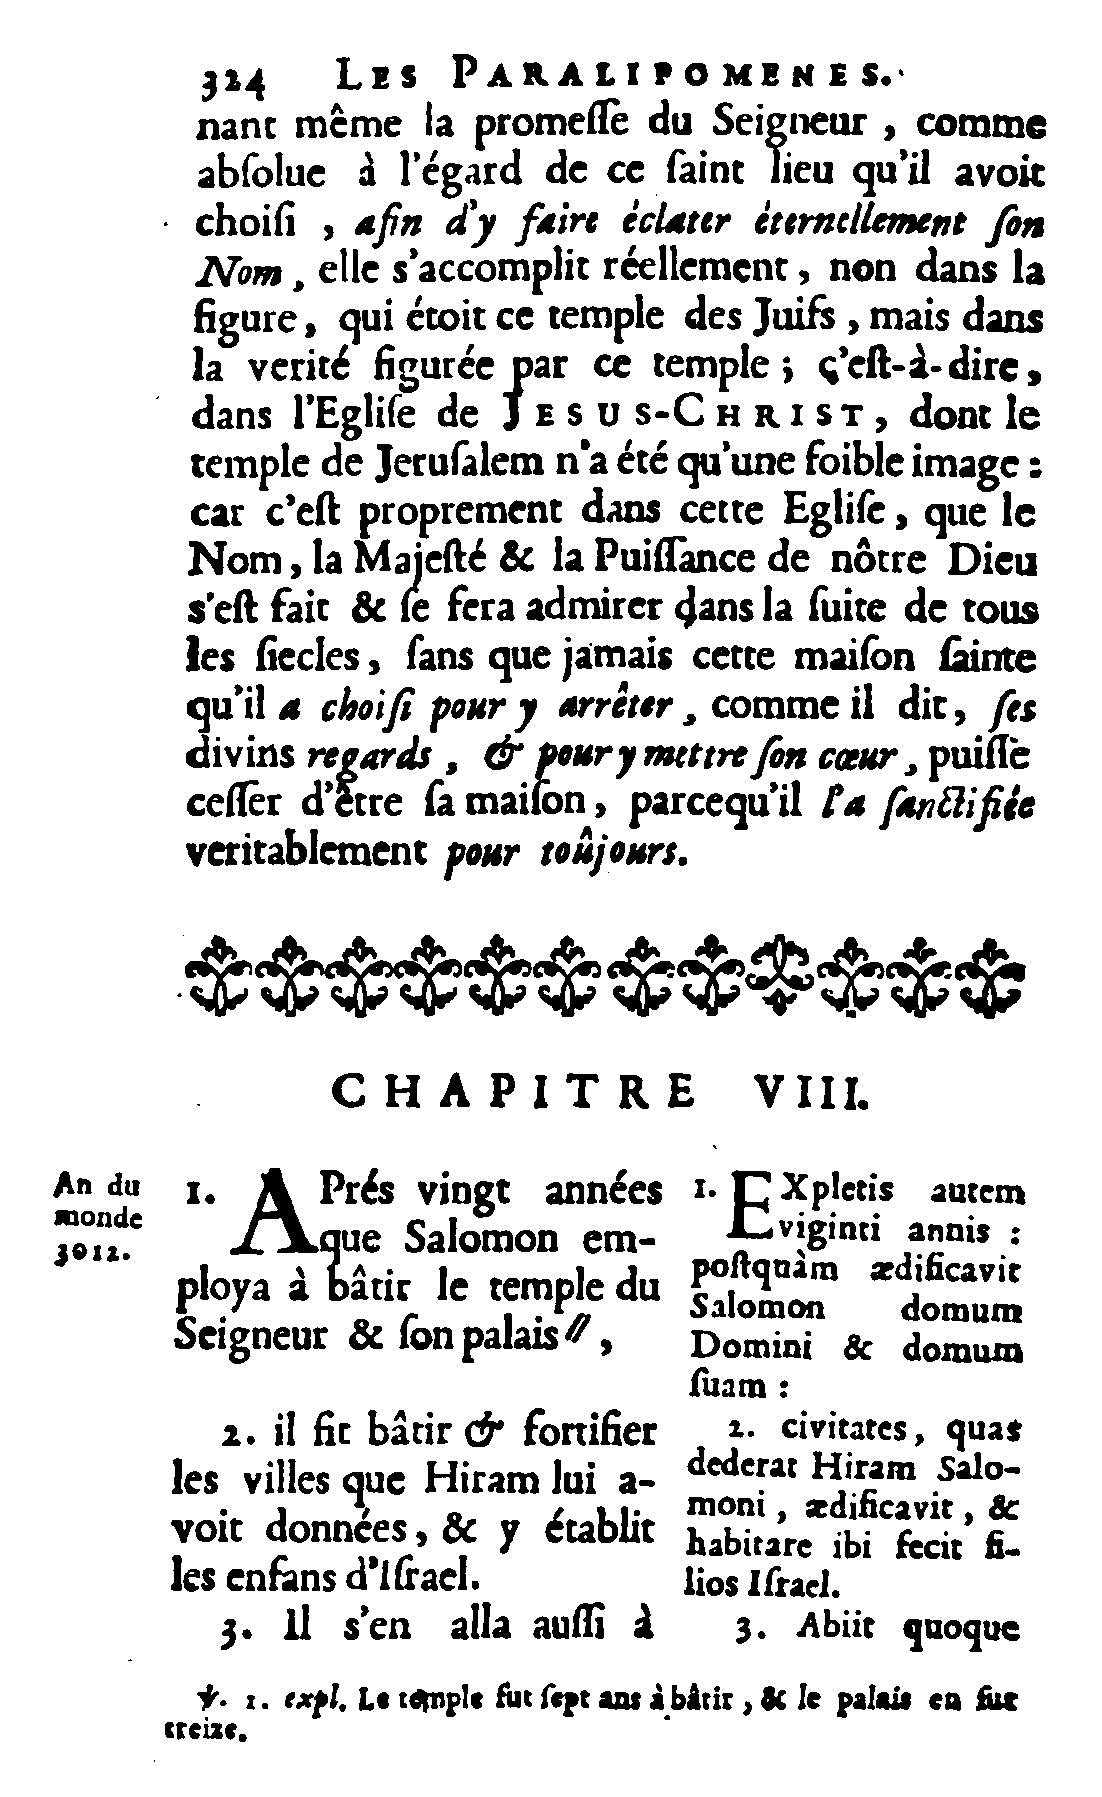 324 LES PARALIPOMENES.
nant même la promeſſe du Seigneur, comme
abſolue à l'égard de ce ſaint lieu qu'il avoit
choiſi, afin d'y faire éclater éternellement ſon
Nom, elle s'accomplit réellement, non dans la
figure, qui étoit ce temple des Juifs, mais dans
la verité figurée par ce temple; ç'eſt-à-dire,
dans l'Egliſe de JESUS-CHRIST, dont le
temple de Jeruſalem n'a été qu'une foible image:
car c'eſt proprement dans cette Egliſe, que le
Nom, la Majeſté & la Puiſſance de nôtre Dieu
s'eſt fait & ſe fera admirer dans la ſuite de tous
les ſiecles, ſans que jamais cette maiſon ſainte
qu'il a choiſi pour y arrêter, comme il dit, ſes
divins regards, & pour y mettre ſon cœur, puiſſe
ceſſer d'être ſa maiſon, parcequ'il l'a ſanctifiée
veritablement pour toûjours.
CHAPITRE VIII.
An du
monde
3012.
1. APrés vingt années
que Salomon em-
ploya à bâtir le temple du
Seigneur & ſon palais //,
2. il fit bâtir & fortifier
les villes que Hiram lui a-
voit données, & y établit
les enfans d'Iſrael.
3. Il s'en alla auſſi à
1. EXpletis autem
viginti annis:
poſtquàm ædificavit
Salomon domum
Domini & domum
ſuam:
2. civitates, quas
dederat Hiram Salo-
moni, ædificavit, &
habitare ibi fecit fi-
lios Iſrael.
3. Abiit quoque
℣. 1. expl. Le temple fut ſept ans à bâtir, & le palais en fut
treize.